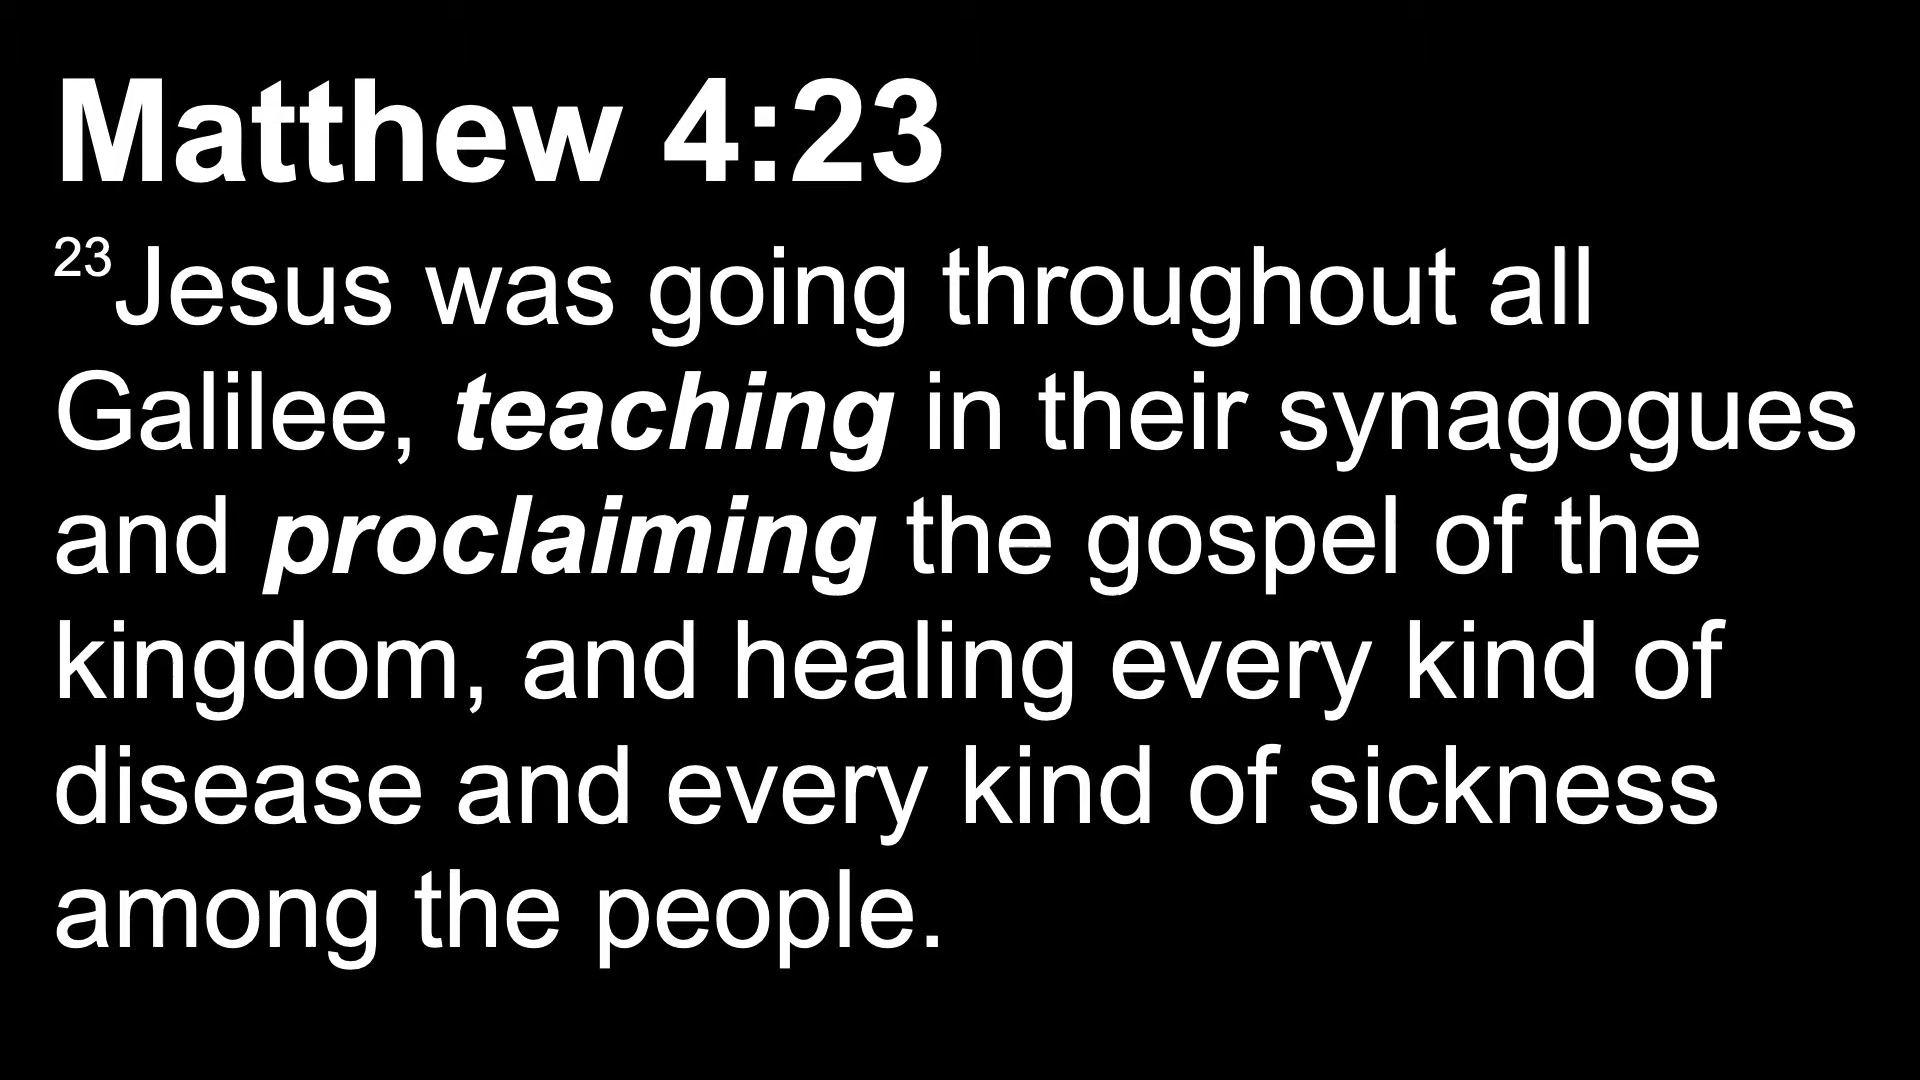 Matthew 4:23
23Jesus was going throughout all
Galilee, teaching in their synagogues
and proclaiming the gospel of the
kingdom, and healing every kind of
disease and every kind of sickness
among the people.